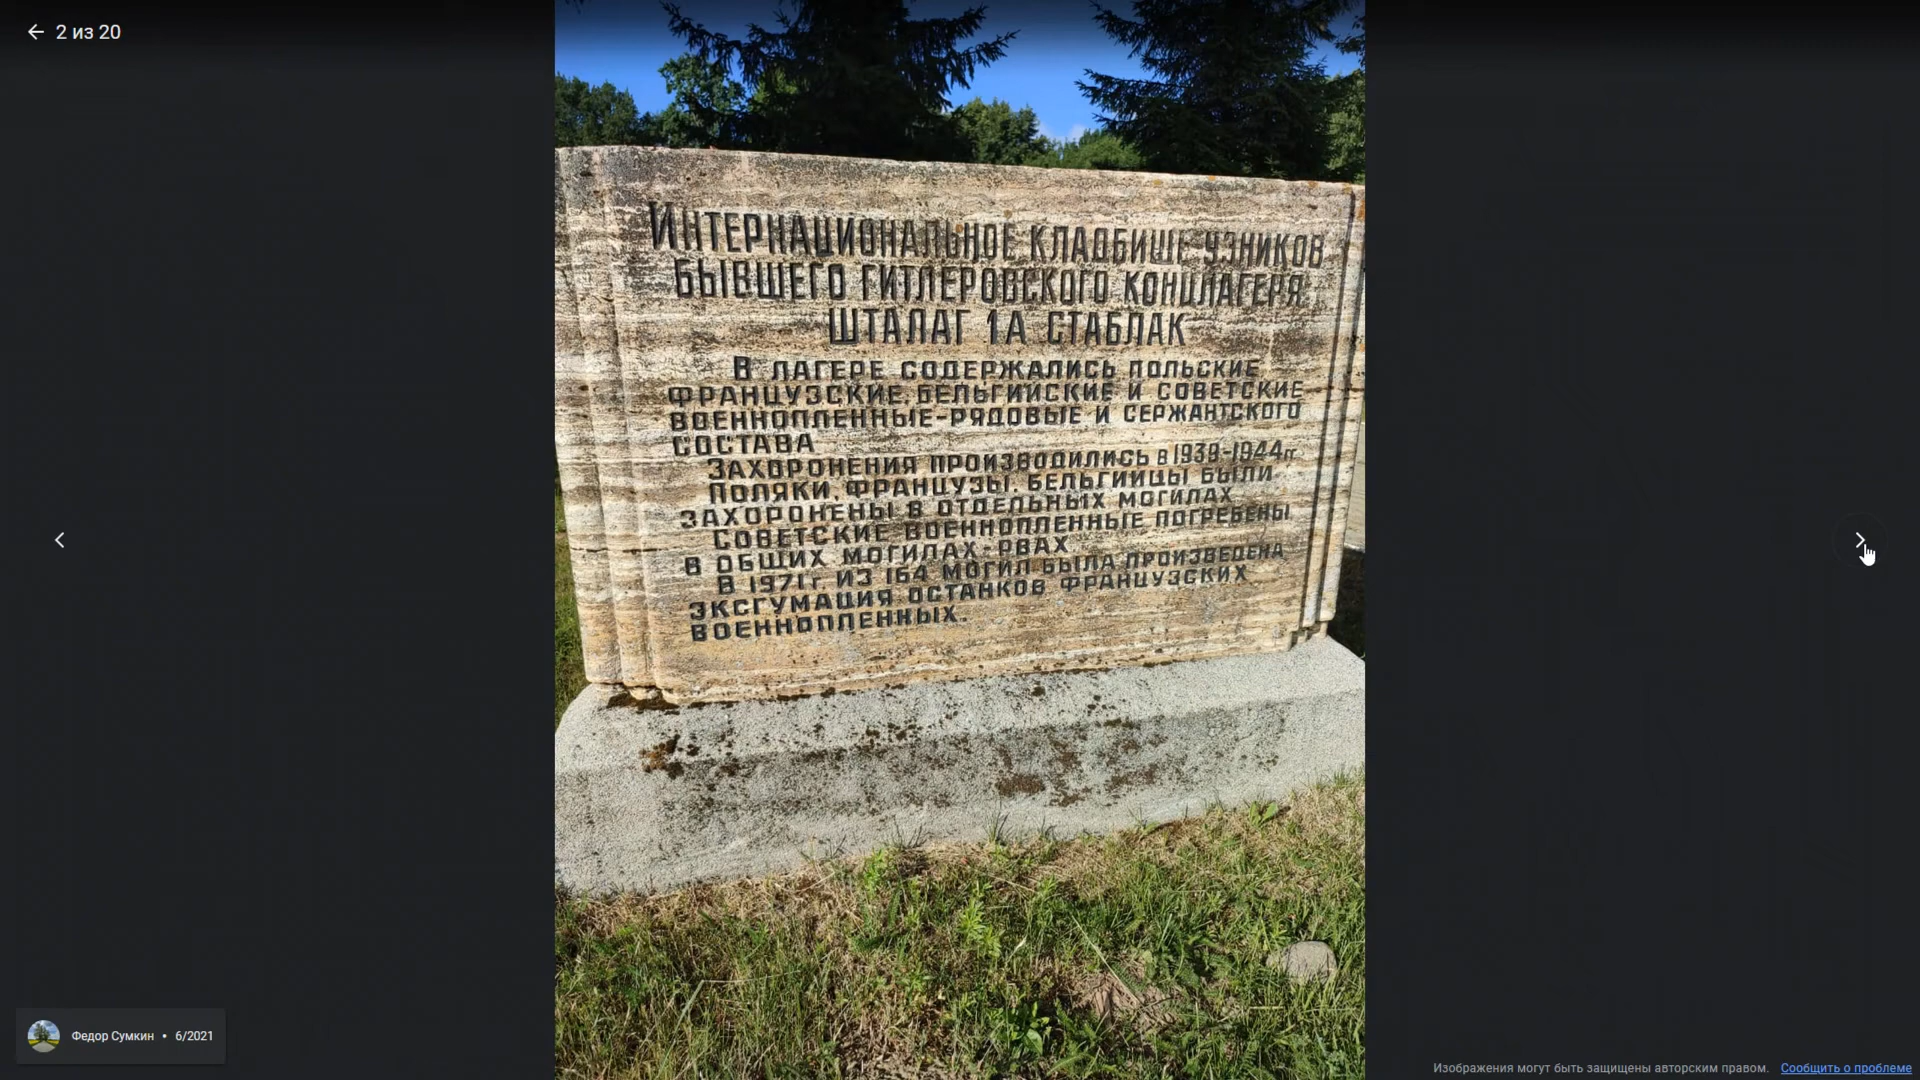 2 из 20
Интернациональное кладбище узников
бывшего гитлеровского концлагеря
шталаг 1А Стаблак
В лагере содержались польские
французские, бельгийские и советские
военнопленные-рядовые и сержантского
состава
Захоронения производились в 1939-1944гг
Поляки, французы, бельгийцы были
захоронены в отдельных могилах
Советские военнопленные погребены
в общих могилах-рвах
В 1971г из 164 могил была произведена
эксгумация останков французских
военнопленных.
Федор Сумкин • 6/2021
Изображения могут быть защищены авторским правом. Сообщить о проблеме